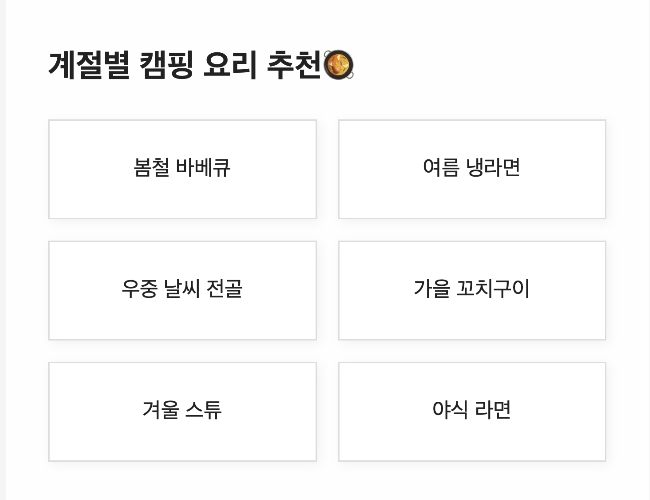 계절별 캠핑 요리 추천🥘
봄철 바베큐
여름 냉라면
우중 날씨 전골
가을 꼬치구이
겨울 스튜
야식 라면